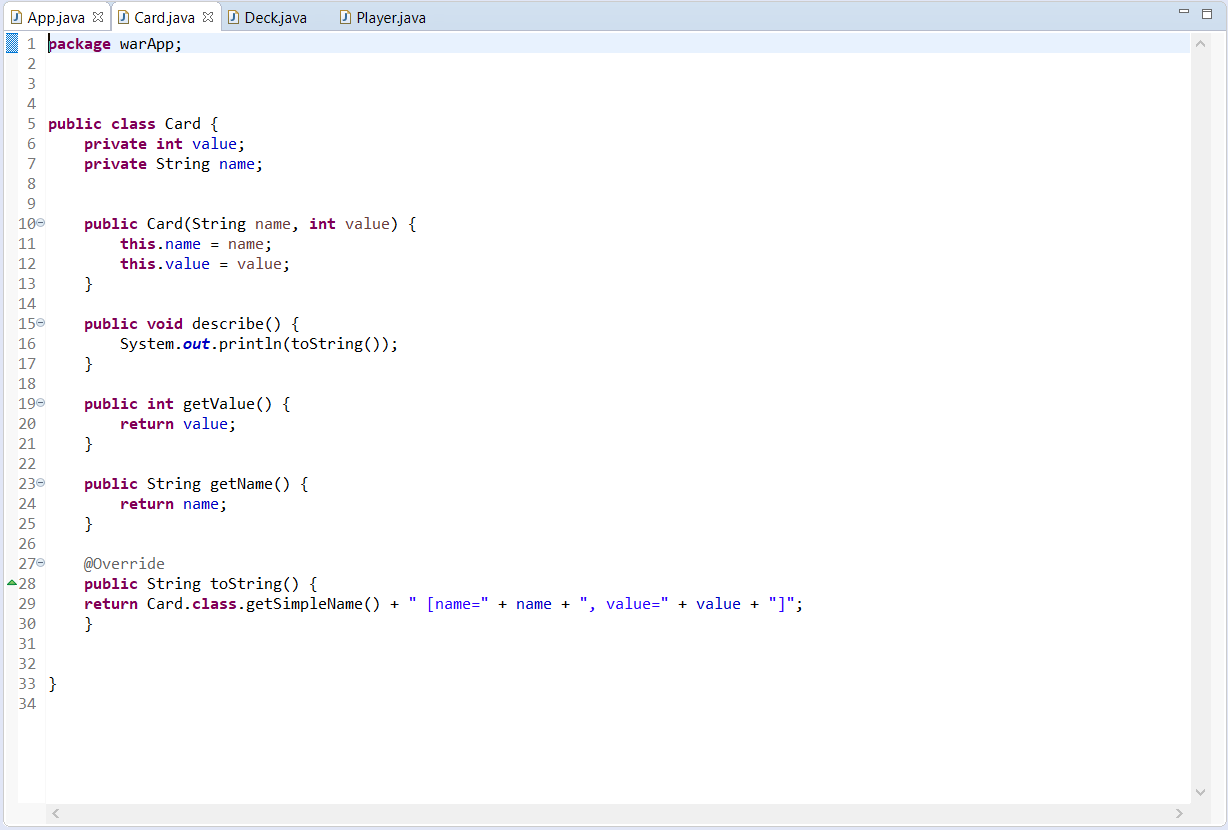 App.java Card.java Deck.java Player.java
1 package warApp;
2
3
4
5 public class Card {
6     private int value;
7     private String name;
8
9
10     public Card(String name, int value) {
11         this.name = name;
12         this.value = value;
13     }
14
15     public void describe() {
16         System.out.println(toString());
17     }
18
19     public int getValue() {
20         return value;
21     }
22
23     public String getName() {
24         return name;
25     }
26
27     @Override
28     public String toString() {
29     return Card.class.getSimpleName() + " [name=" + name + ", value=" + value + "]";
30     }
31
32
33 }
34